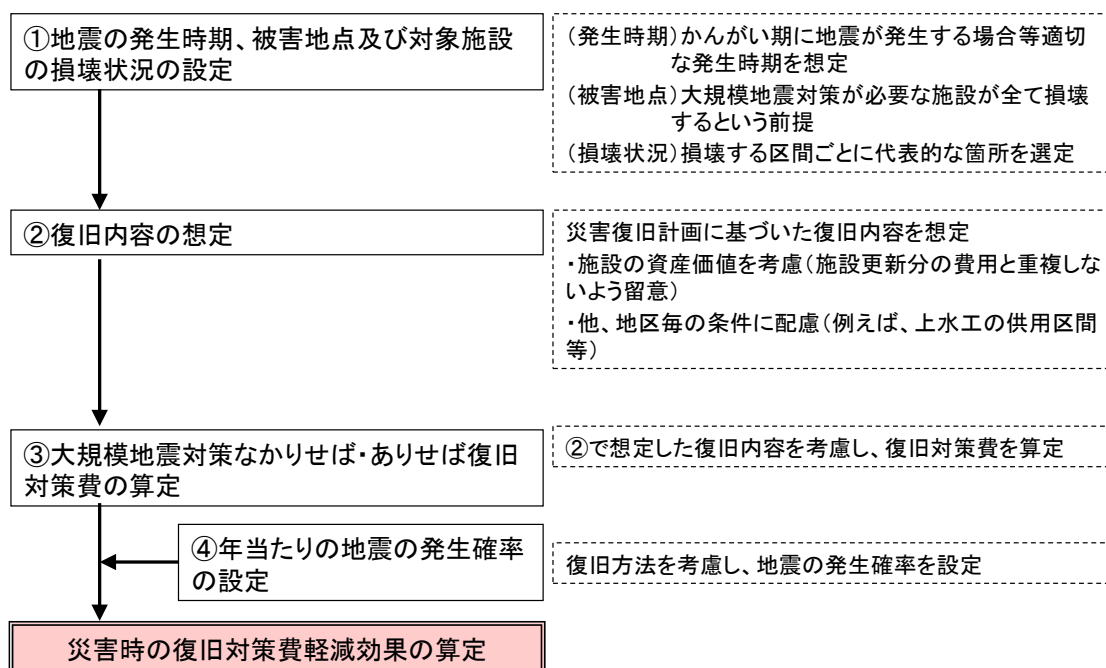 ①地震の発生時期、被害地点及び対象施設
の損壊状況の設定
(発生時期)かんがい期に地震が発生する場合等適切
な発生時期を想定
(被害地点)大規模地震対策が必要な施設が全て損壊
するという前提
(損壊状況)損壊する区間ごとに代表的な箇所を選定
②復旧内容の想定
災害復旧計画に基づいた復旧内容を想定
・施設の資産価値を考慮(施設更新分の費用と重複しな
いよう留意)
・他、地区毎の条件に配慮(例えば、上水工の供用区間
等)
③大規模地震対策なかりせば・ありせば復旧
対策費の算定
②で想定した復旧内容を考慮し、復旧対策費を算定
④年当たりの地震の発生確率
の設定
復旧方法を考慮し、地震の発生確率を設定
災害時の復旧対策費軽減効果の算定